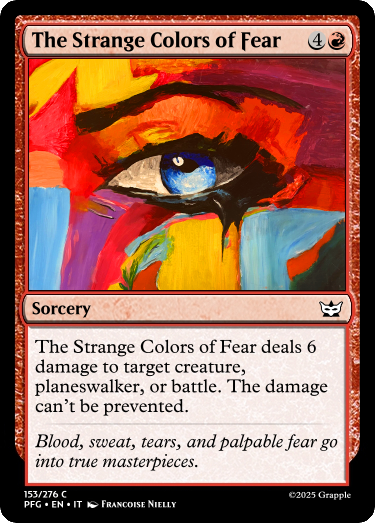 The Strange Colors of Fear 4
Sorcery
The Strange Colors of Fear deals 6
damage to target creature,
planeswalker, or battle. The damage
can't be prevented.
Blood, sweat, tears, and palpable fear go
into true masterpieces.
153/276 C
PFG • EN • IT FRANCOISE NIELLY
©2025 Grapple